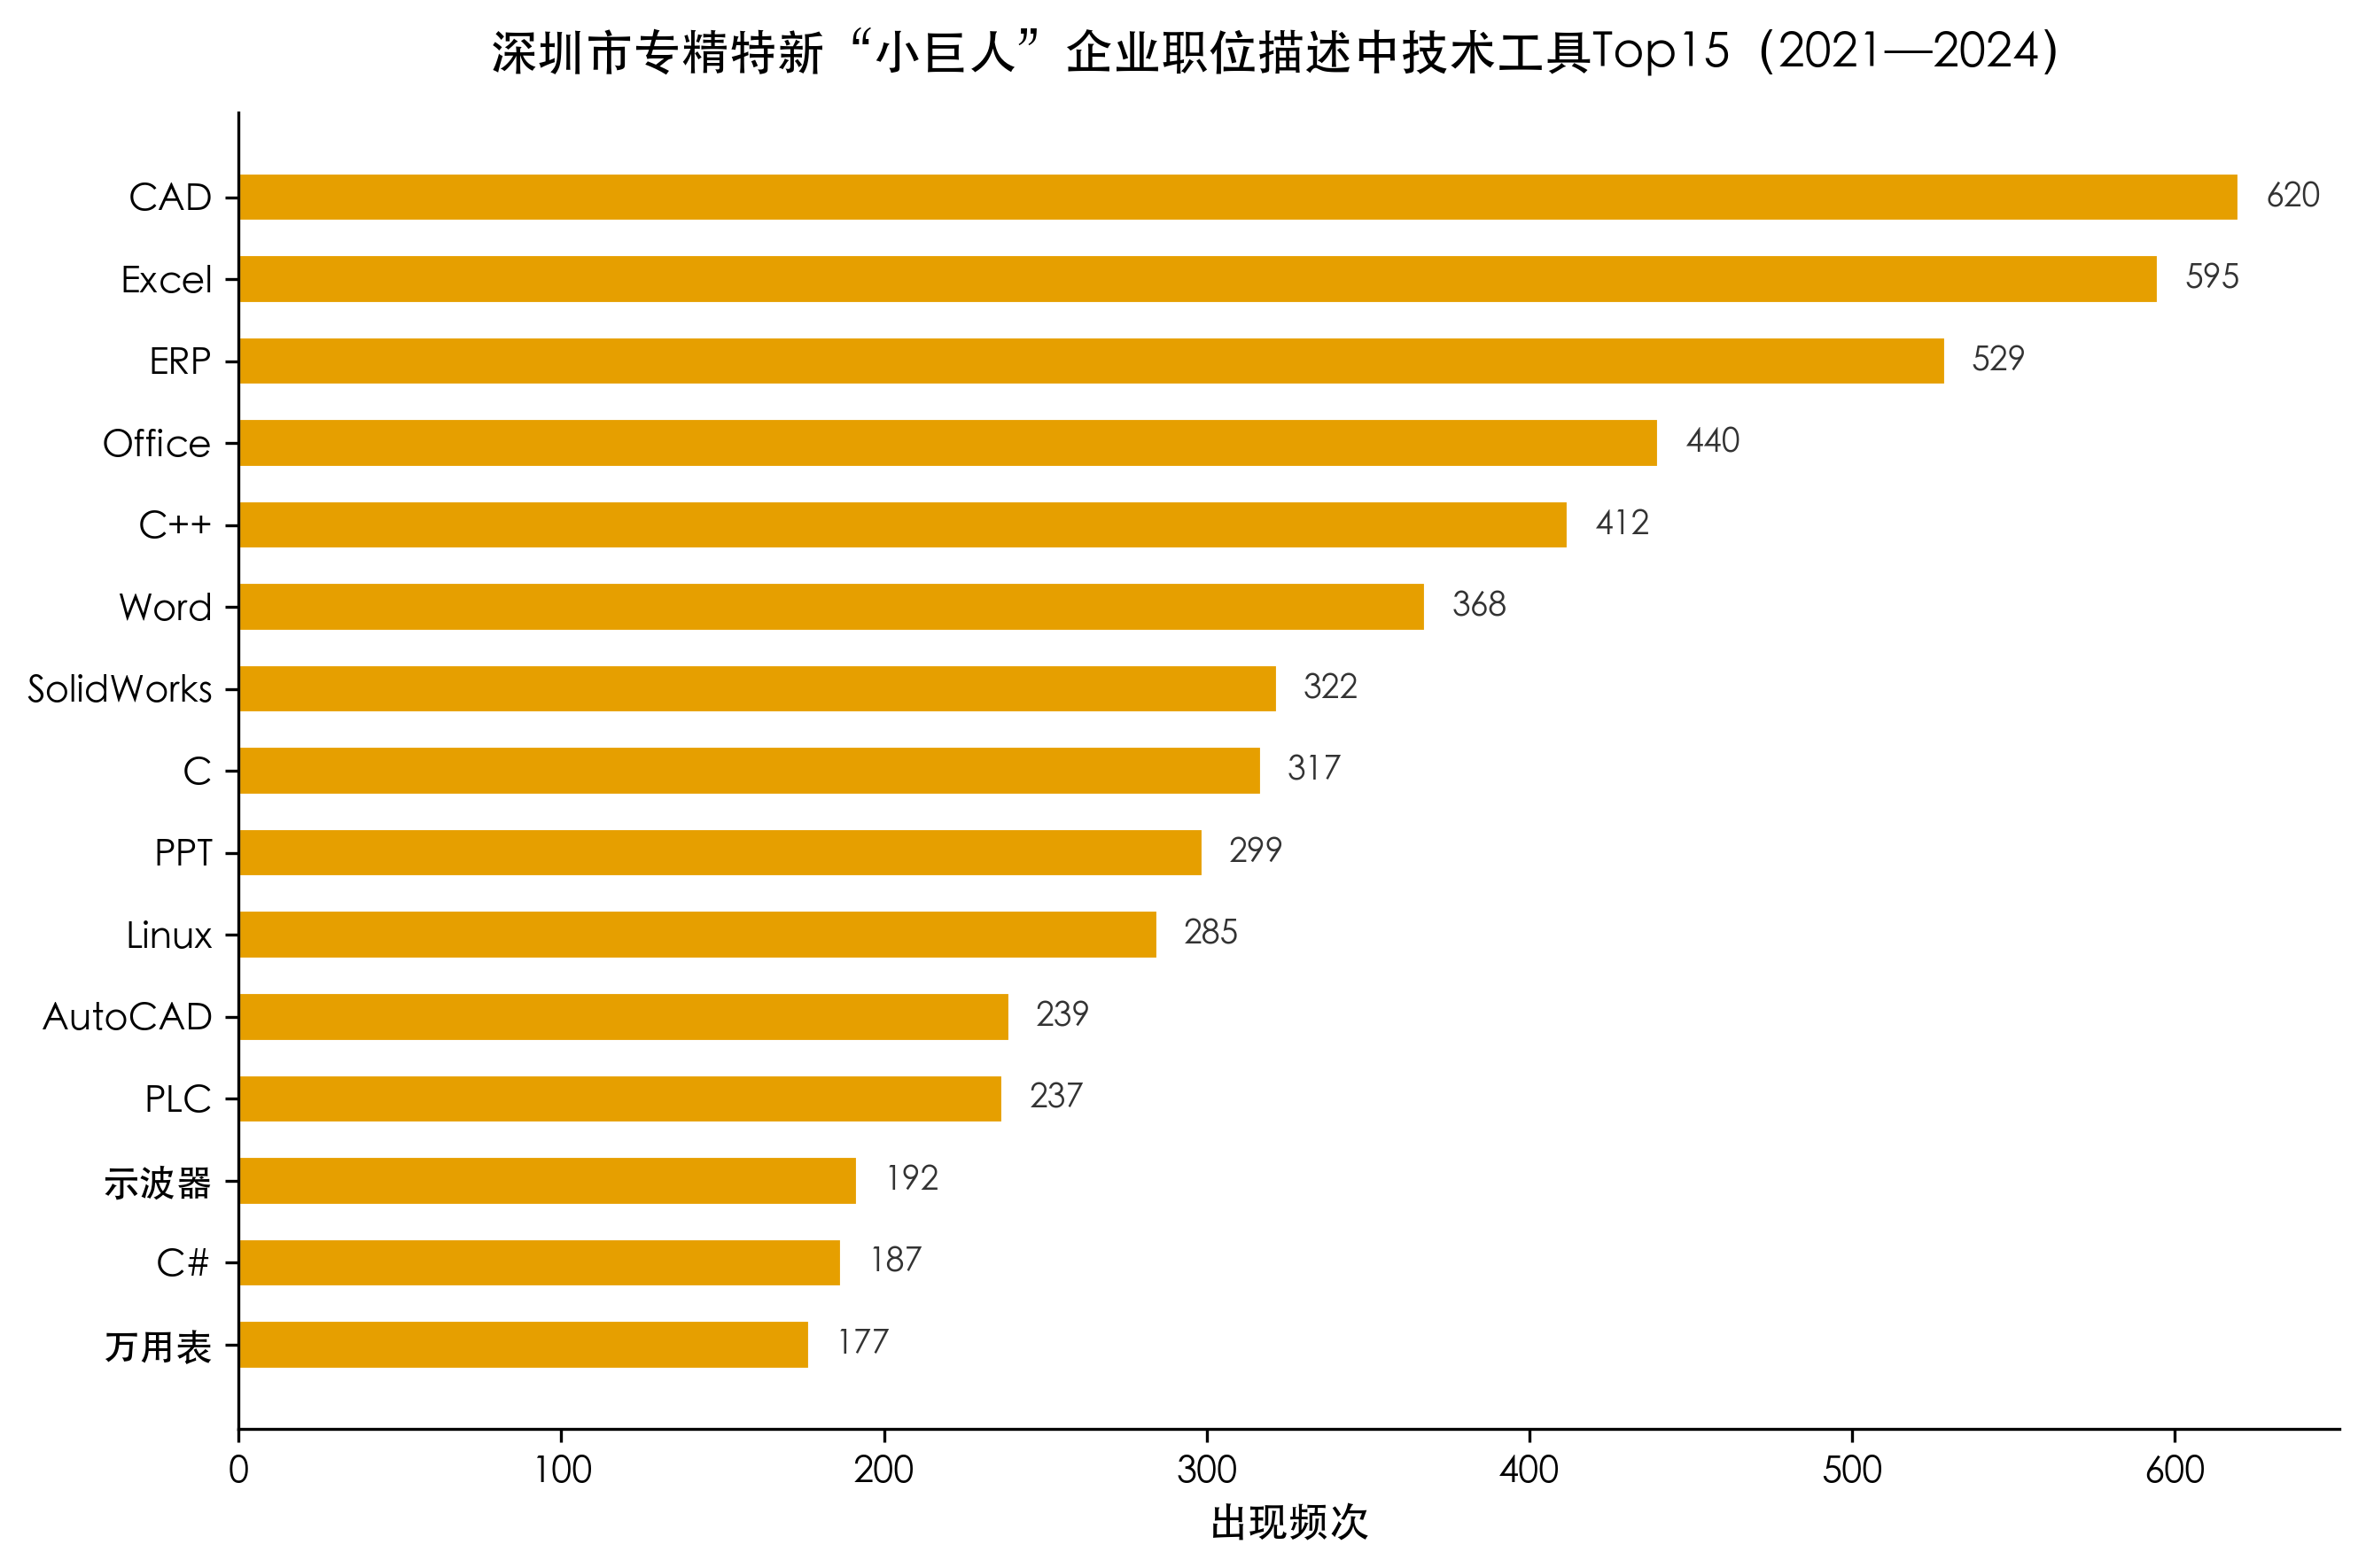 深圳市专精特新“小巨人”企业职位描述中技术工具Top15（2021—2024）
CAD 620
Excel 595
ERP 529
Office 440
C++ 412
Word 368
SolidWorks 322
C 317
PPT 299
Linux 285
AutoCAD 239
PLC 237
示波器 192
C# 187
万用表 177
0 100 200 300 400 500 600
出现频次